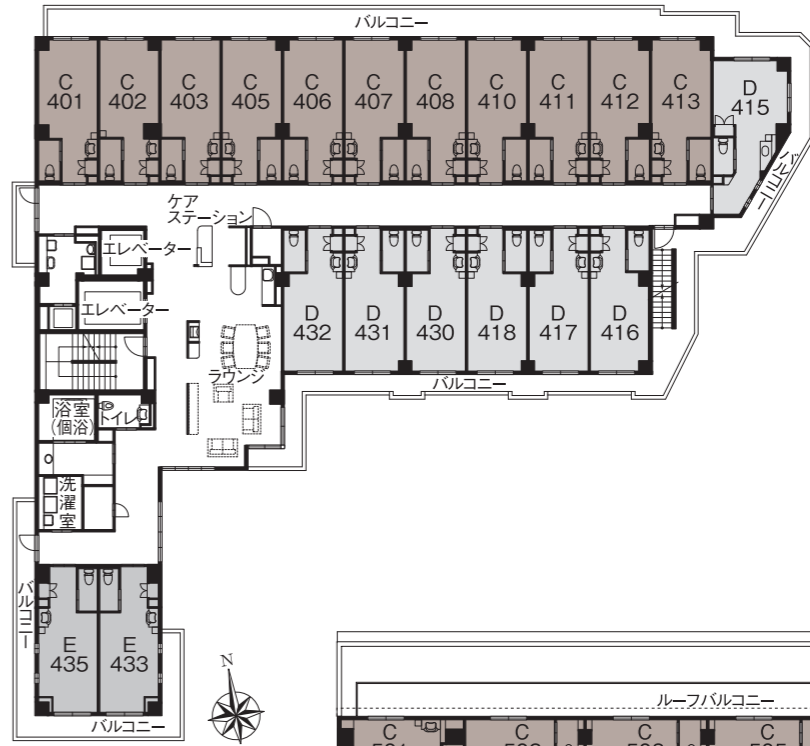 バルコニー
C
401
C
402
C
403
C
405
C
406
C
407
C
408
C
410
C
411
C
412
C
413
D
415
バルコニー
ケア
ステーション
エレベーター
エレベーター
D
432
D
431
D
430
D
418
D
417
D
416
ラウンジ
バルコニー
浴室
(個浴)
トイレ
洗濯室
バルコニー
E
435
E
433
バルコニー
N
ルーフバルコニー
C
C
C
C